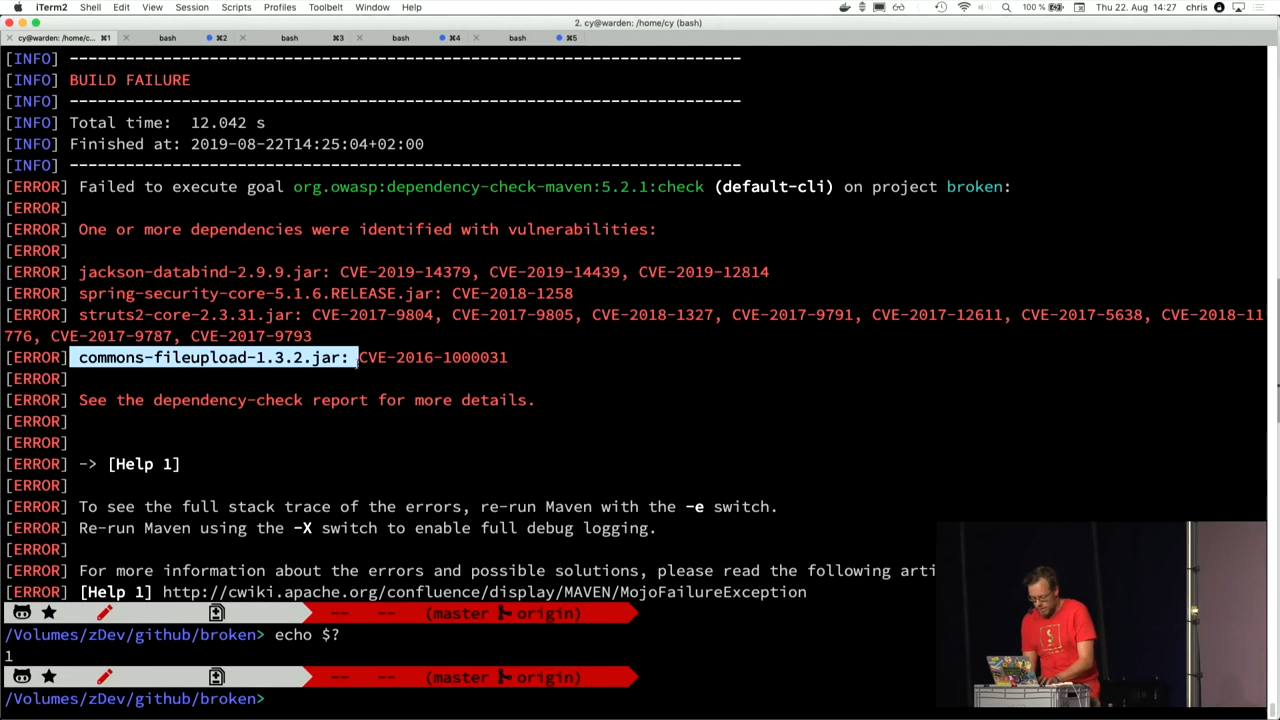 iTerm2 Shell Edit View Session Scripts Profiles Toolbelt Window Help 100 % Thu 22. Aug 14:27 chris
2. cy@warden: /home/cy (bash)
cy@warden: /home/c... ⌘1 bash ⌘2 bash ⌘3 bash ⌘4 bash ⌘5
[INFO] ------------------------------------------------------------------------
[INFO] BUILD FAILURE
[INFO] ------------------------------------------------------------------------
[INFO] Total time:  12.042 s
[INFO] Finished at: 2019-08-22T14:25:04+02:00
[INFO] ------------------------------------------------------------------------
[ERROR] Failed to execute goal org.owasp:dependency-check-maven:5.2.1:check (default-cli) on project broken:
[ERROR]
[ERROR] One or more dependencies were identified with vulnerabilities:
[ERROR]
[ERROR] jackson-databind-2.9.9.jar: CVE-2019-14379, CVE-2019-14439, CVE-2019-12814
[ERROR] spring-security-core-5.1.6.RELEASE.jar: CVE-2018-1258
[ERROR] struts2-core-2.3.31.jar: CVE-2017-9804, CVE-2017-9805, CVE-2018-1327, CVE-2017-9791, CVE-2017-12611, CVE-2017-5638, CVE-2018-11
776, CVE-2017-9787, CVE-2017-9793
[ERROR] commons-fileupload-1.3.2.jar: CVE-2016-1000031
[ERROR]
[ERROR] See the dependency-check report for more details.
[ERROR]
[ERROR]
[ERROR] -> [Help 1]
[ERROR]
[ERROR] To see the full stack trace of the errors, re-run Maven with the -e switch.
[ERROR] Re-run Maven using the -X switch to enable full debug logging.
[ERROR]
[ERROR] For more information about the errors and possible solutions, please read the following arti
[ERROR] [Help 1] http://cwiki.apache.org/confluence/display/MAVEN/MojoFailureException
-- -- (master origin)
/Volumes/zDev/github/broken> echo $?
1
-- -- (master origin)
/Volumes/zDev/github/broken>